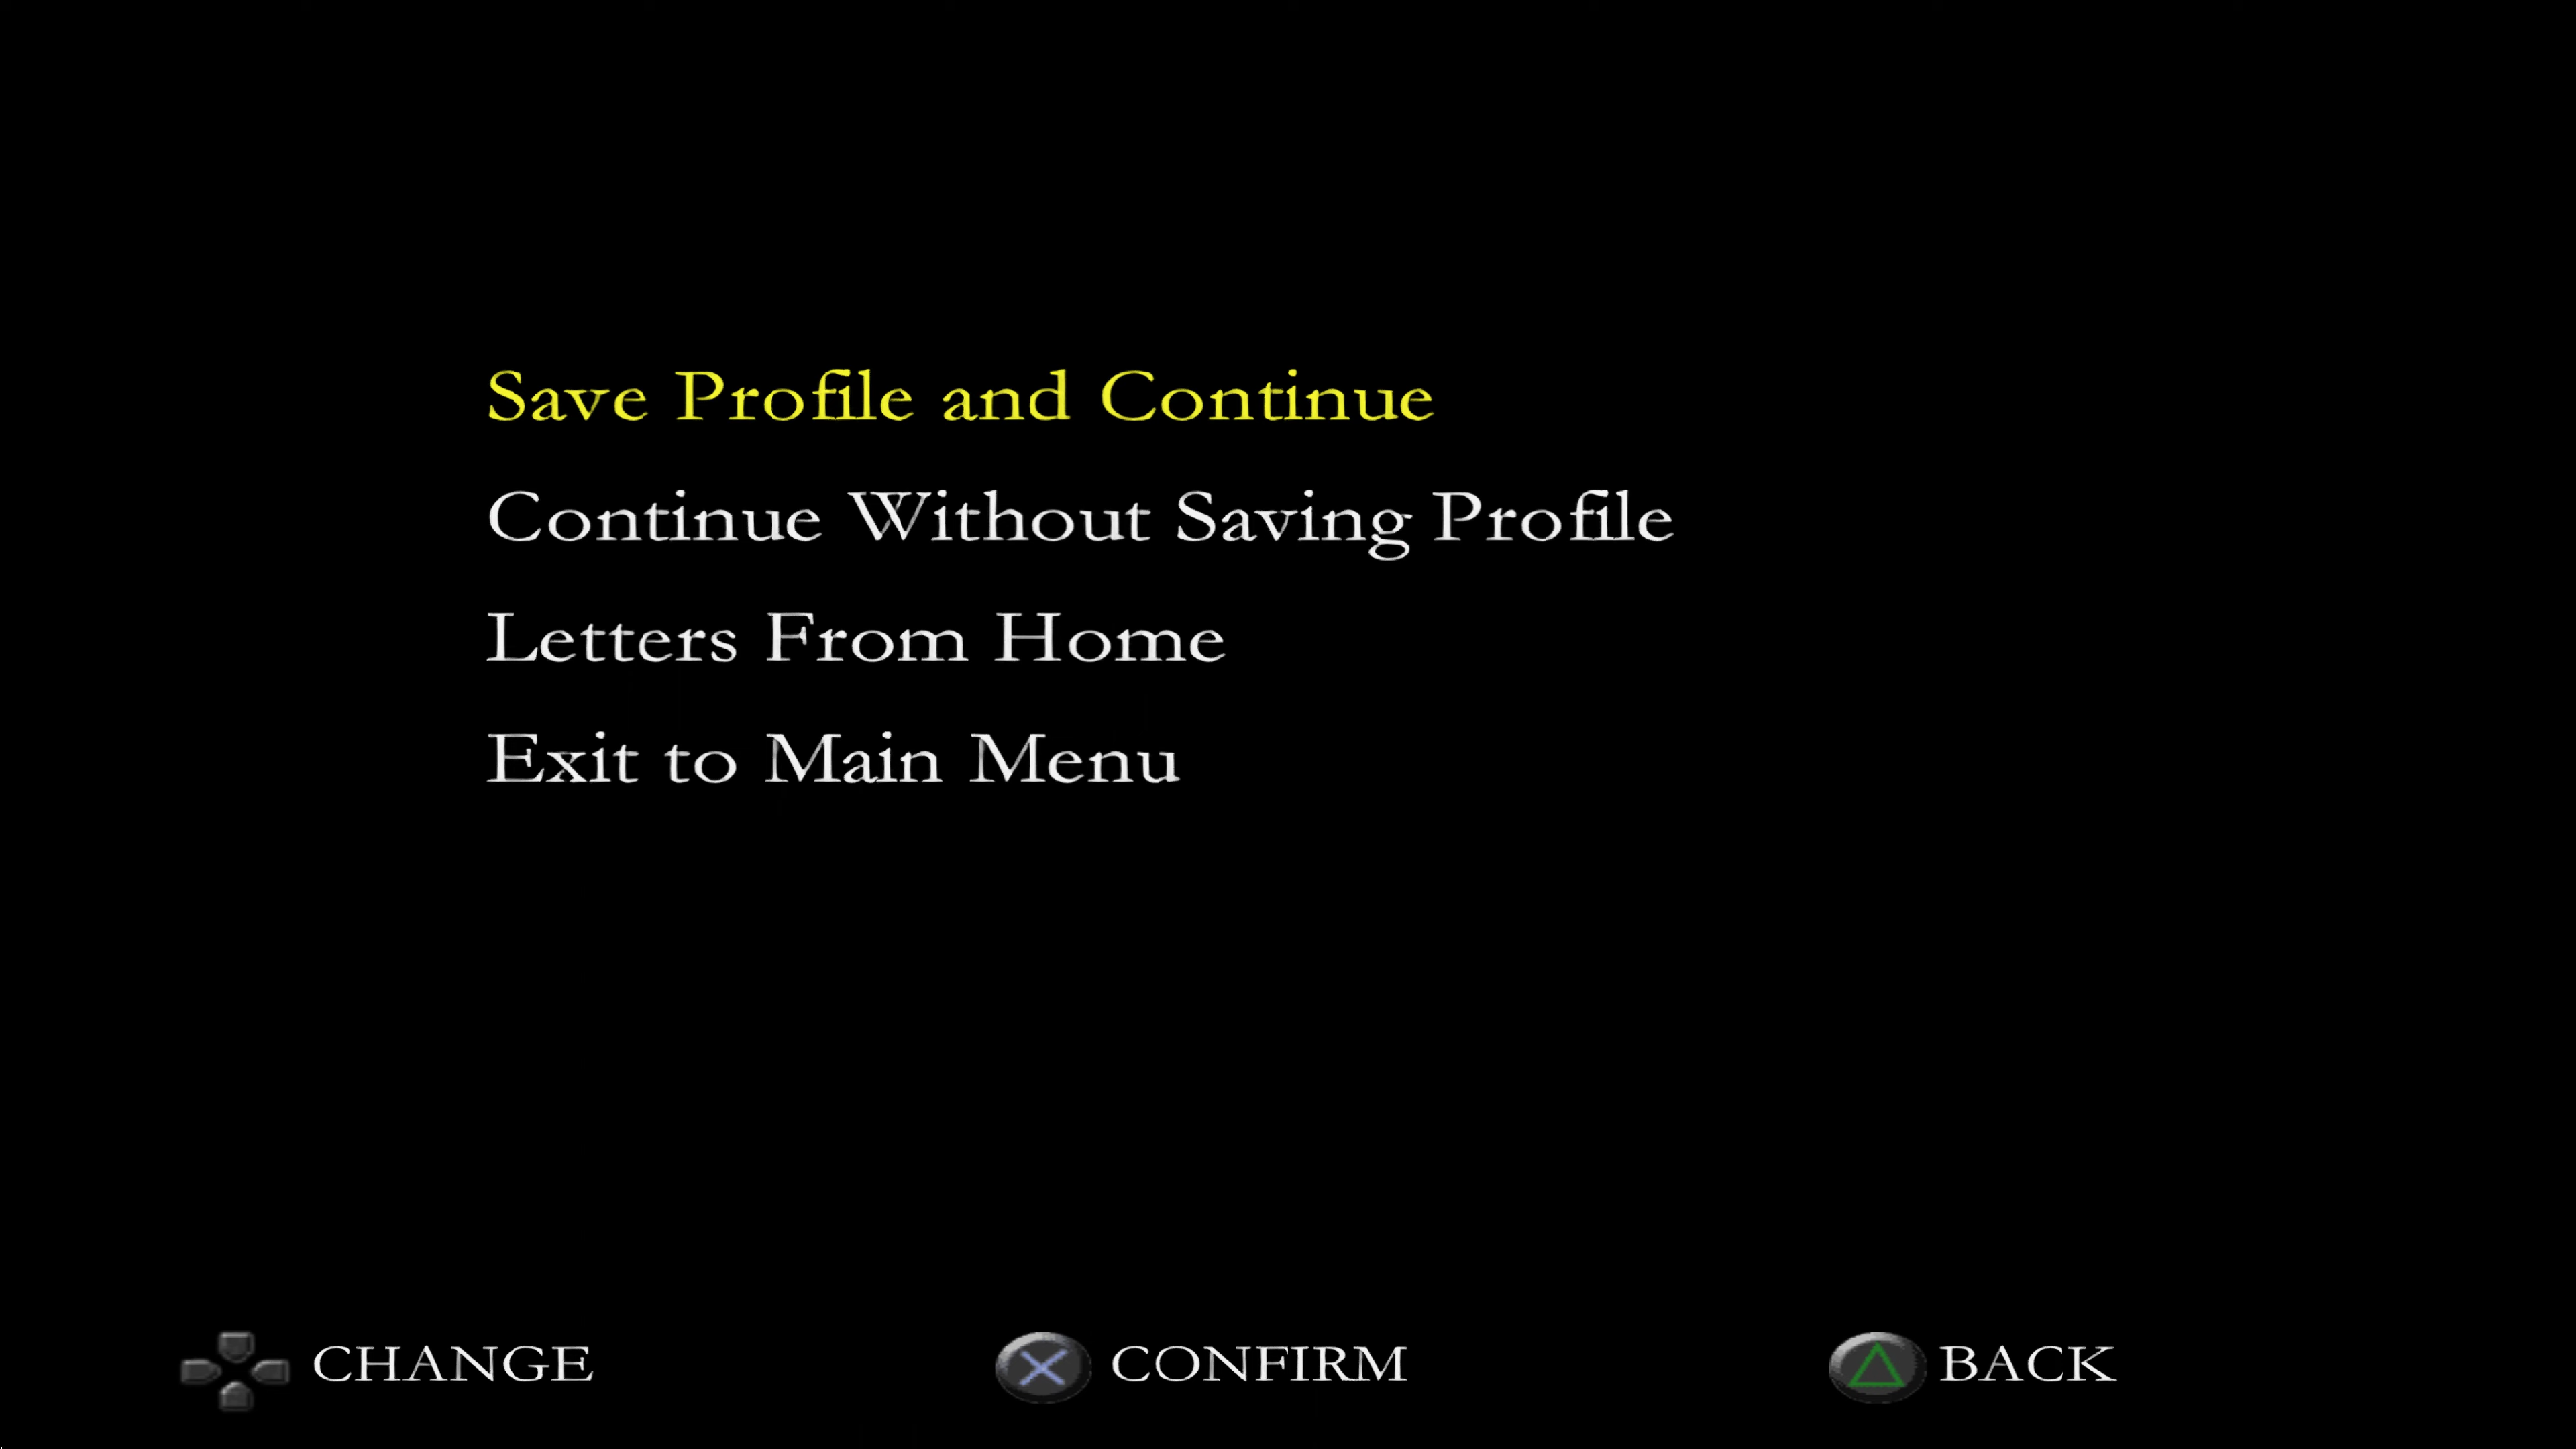 Save Profile and Continue
Continue Without Saving Profile
Letters From Home
Exit to Main Menu
CHANGE CONFIRM BACK